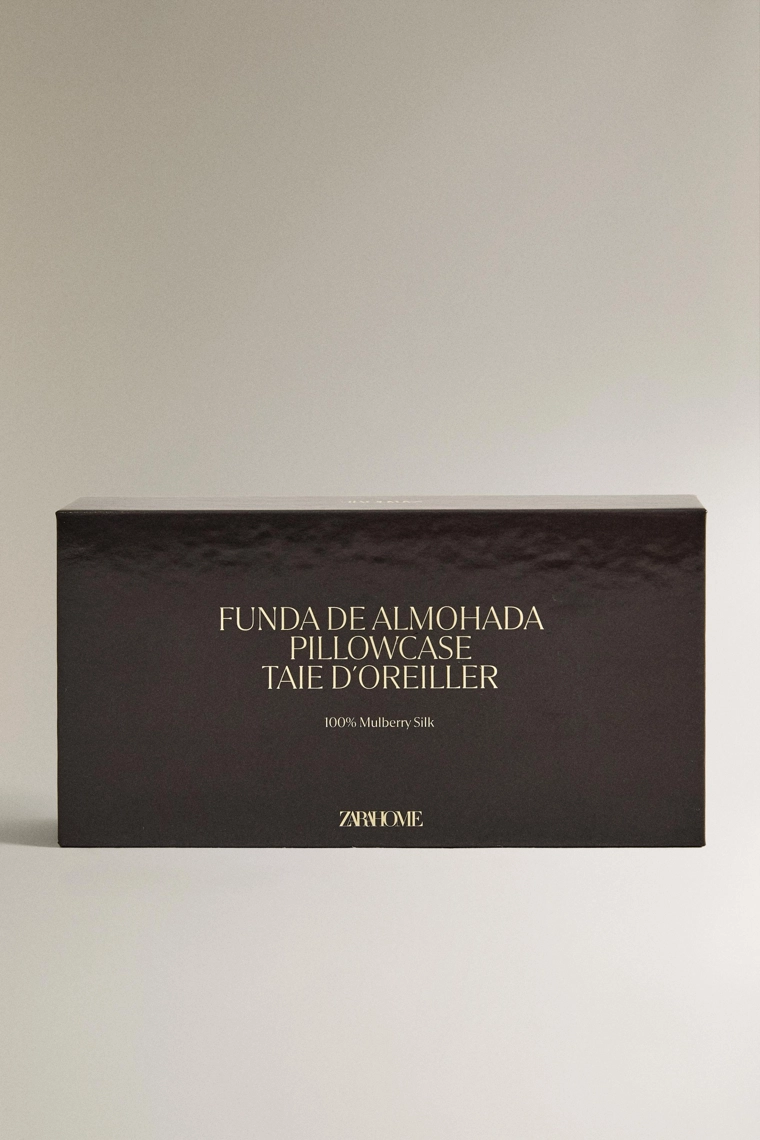 FUNDA DE ALMOHADA
PILLOWCASE
TAIE D'OREILLER
100% Mulberry Silk
ZARAHOME